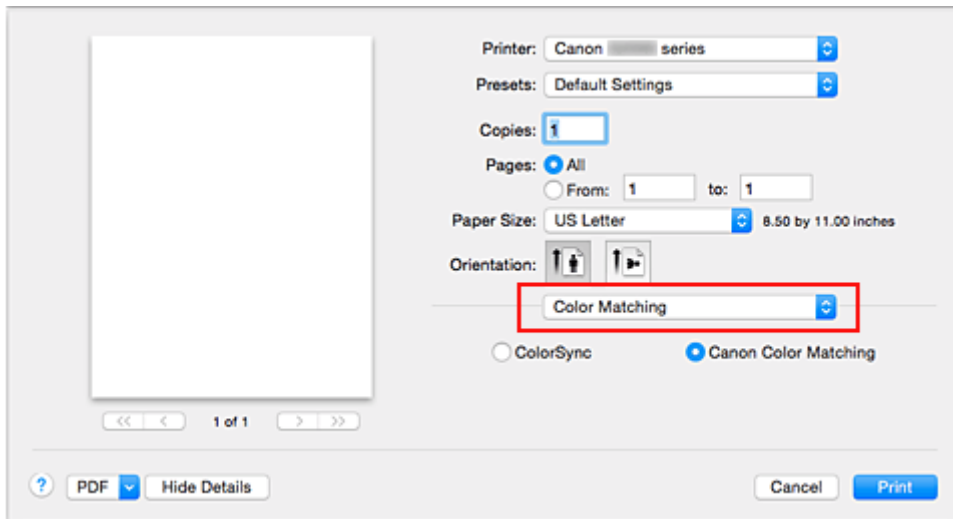 Printer: Canon series
Presets: Default Settings
Copies: 1
Pages: All
From: 1 to: 1
Paper Size: US Letter 8.50 by 11.00 inches
Orientation:
Color Matching
ColorSync Canon Color Matching
<< < 1 of 1 > >>
? PDF Hide Details Cancel Print